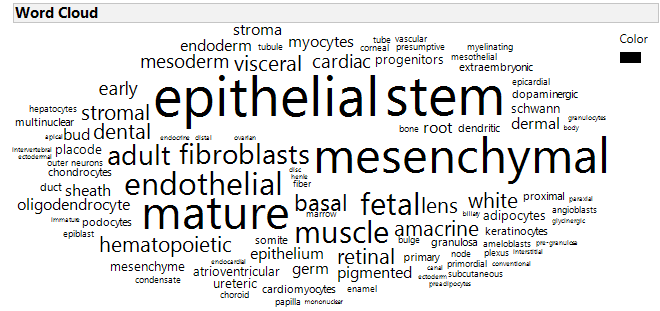 Word Cloud
Color
stroma
endoderm tubule myocytes tube vascular
corneal presumptive myelinating
mesoderm visceral cardiac progenitors mesothelial
extraembryonic
early epithelial stem epicardial
dopaminergic
hepatocytes stromal schwann
multinuclear granulocytes
apical bud dental endocrine distal ovarian bone root dendritic dermal body
intervertebral placode adult fibroblasts mesenchymal
ectodermal
outer neurons
chondrocytes disc
henle
duct sheath endothelial fiber
oligodendrocyte mature basal fetal lens white proximal paraxial
immature podocytes marrow biliary adipocytes angioblasts
glycinergic
epiblast muscle amacrine keratinocytes
hematopoietic somite bulge granulosa ameloblasts pre-granulosa
epithelium retinal primary node plexus interstitial
mesenchyme endocardial germ pigmented canal primordial conventional
condensate atrioventricular ectoderm subcutaneous
ureteric cardiomyocytes enamel preadipocytes
choroid papilla mononuclear